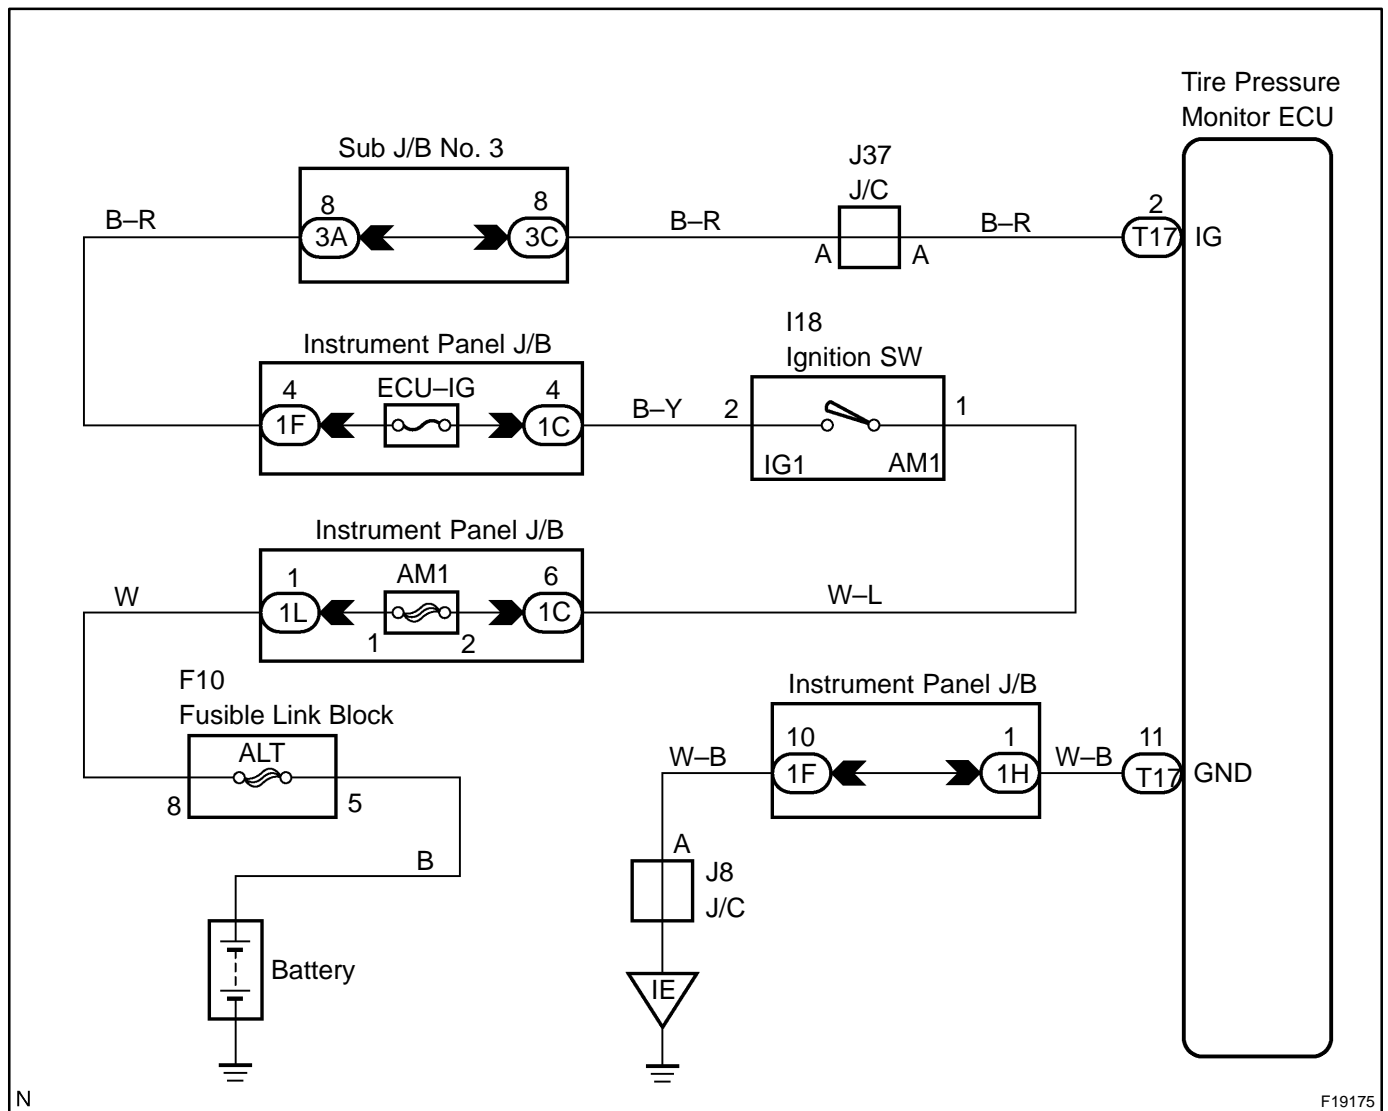 Tire Pressure
Monitor ECU
Sub J/B No. 3
J37
J/C
B–R
8
3A
8
3C
B–R
A
A
B–R
2
T17
IG
Instrument Panel J/B
I18
Ignition SW
4
1F
ECU–IG
4
1C
B–Y
2
IG1
AM1
1
Instrument Panel J/B
W
1
1L
AM1
1
2
6
1C
W–L
F10
Fusible Link Block
ALT
8
5
B
Battery
Instrument Panel J/B
W–B
10
1F
1
1H
W–B
11
T17
GND
A
J8
J/C
IE
N
F19175